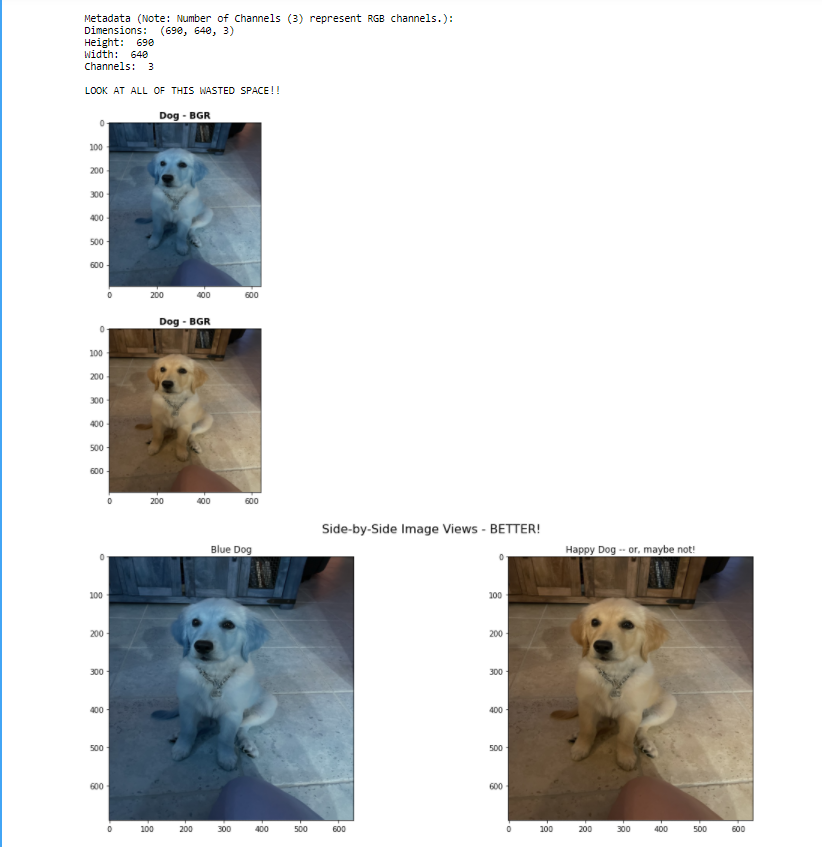 Metadata (Note: Number of Channels (3) represent RGB channels.):
Dimensions:  (690, 640, 3)
Height:  690
Width:  640
Channels:  3
LOOK AT ALL OF THIS WASTED SPACE!!
Dog - BGR
0
100
200
300
400
500
600
0 200 400 600
Dog - BGR
0
100
200
300
400
500
600
0 200 400 600
Side-by-Side Image Views - BETTER!
Blue Dog
0
100
200
300
400
500
600
0 100 200 300 400 500 600
Happy Dog -- or, maybe not!
0
100
200
300
400
500
600
0 100 200 300 400 500 600